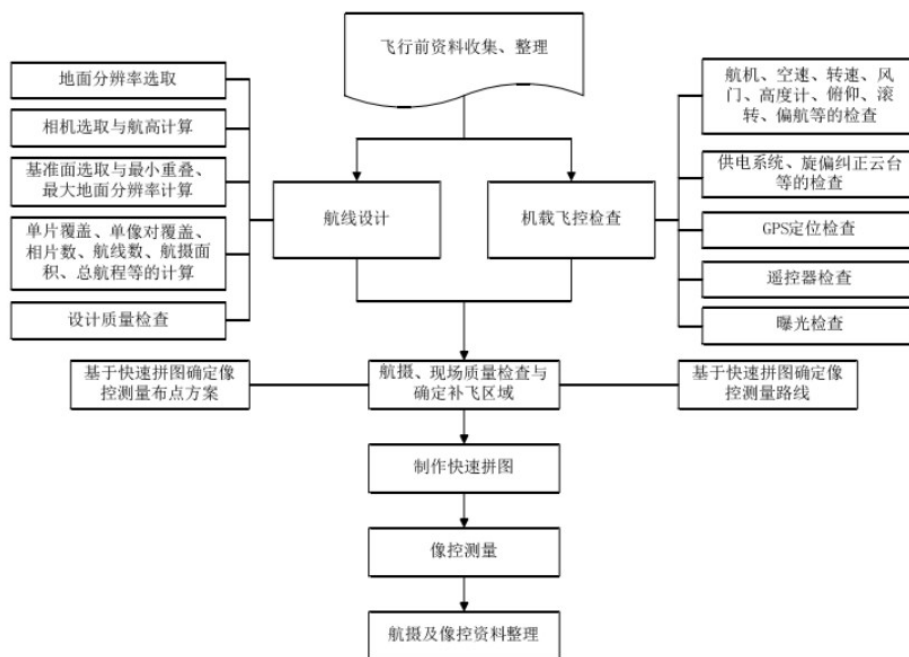 飞行前资料收集、整理
地面分辨率选取
相机选取与航高计算
基准面选取与最小重叠、
最大地面分辨率计算
单片覆盖、单像对覆盖、
相片数、航线数、航摄面
积、总航程等的计算
设计质量检查
航线设计
机载飞控检查
航机、空速、转速、风
门、高度计、俯仰、滚
转、偏航等的检查
供电系统、旋偏纠正云台
等的检查
GPS定位检查
遥控器检查
曝光检查
基于快速拼图确定像
控测量布点方案
航摄、现场质量检查与
确定补飞区域
基于快速拼图确定像
控测量路线
制作快速拼图
像控测量
航摄及像控资料整理